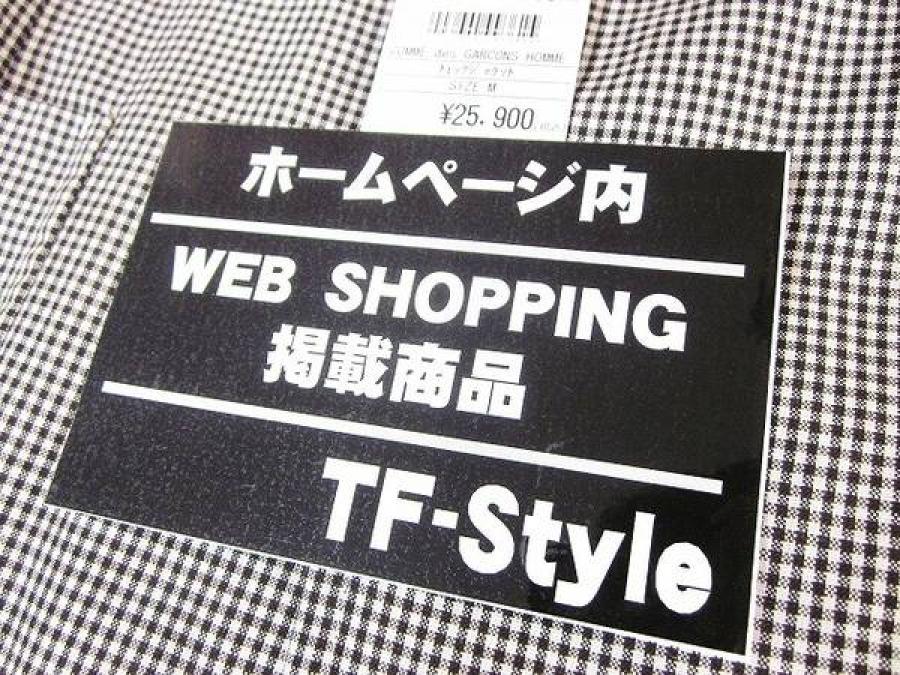 des GARCONS HOMME
SIZE M
¥25,900
ホームページ内
WEB SHOPPING
掲載商品
TF-Style